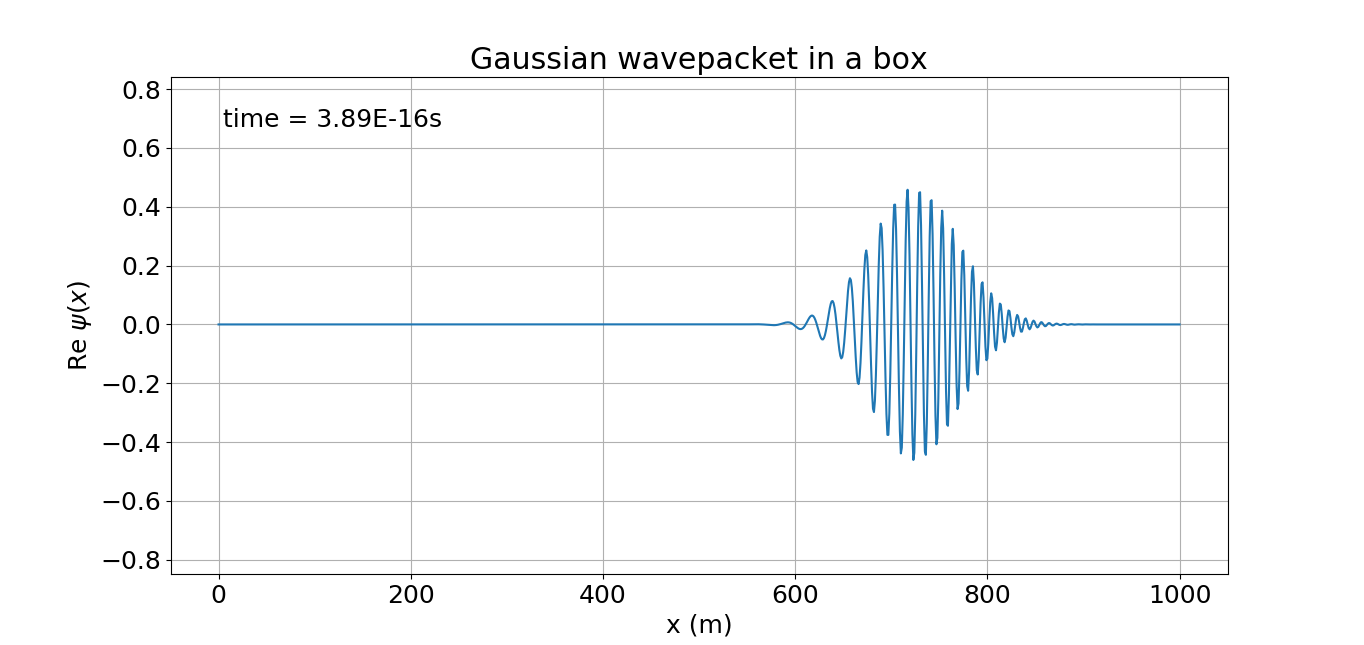 Gaussian wavepacket in a box
time = 3.89E-16s
0.8
0.6
0.4
0.2
0.0
−0.2
−0.4
−0.6
−0.8
Re ψ(x)
0 200 400 600 800 1000
x (m)